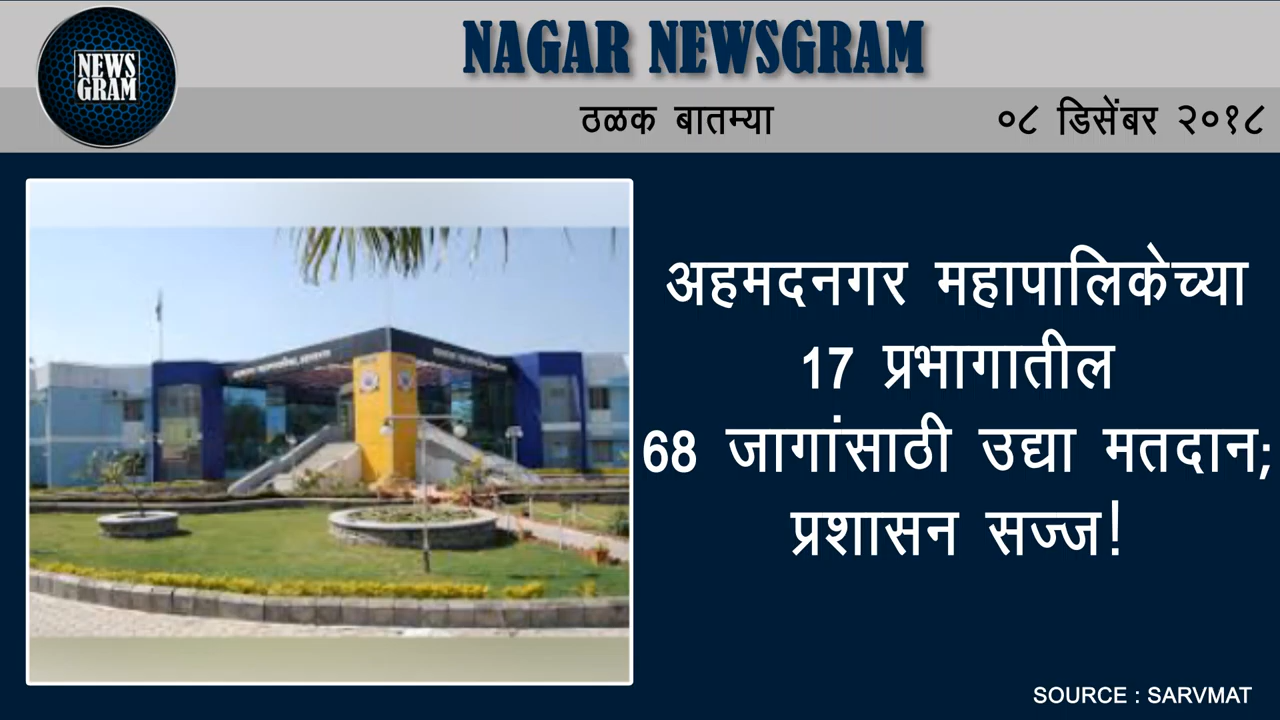 NEWS
GRAM
NAGAR NEWSGRAM
ठळक बातम्या
०८ डिसेंबर २०१८
अहमदनगर महापालिकेच्या
17 प्रभागातील
68 जागांसाठी उद्या मतदान;
प्रशासन सज्ज!
SOURCE : SARVMAT